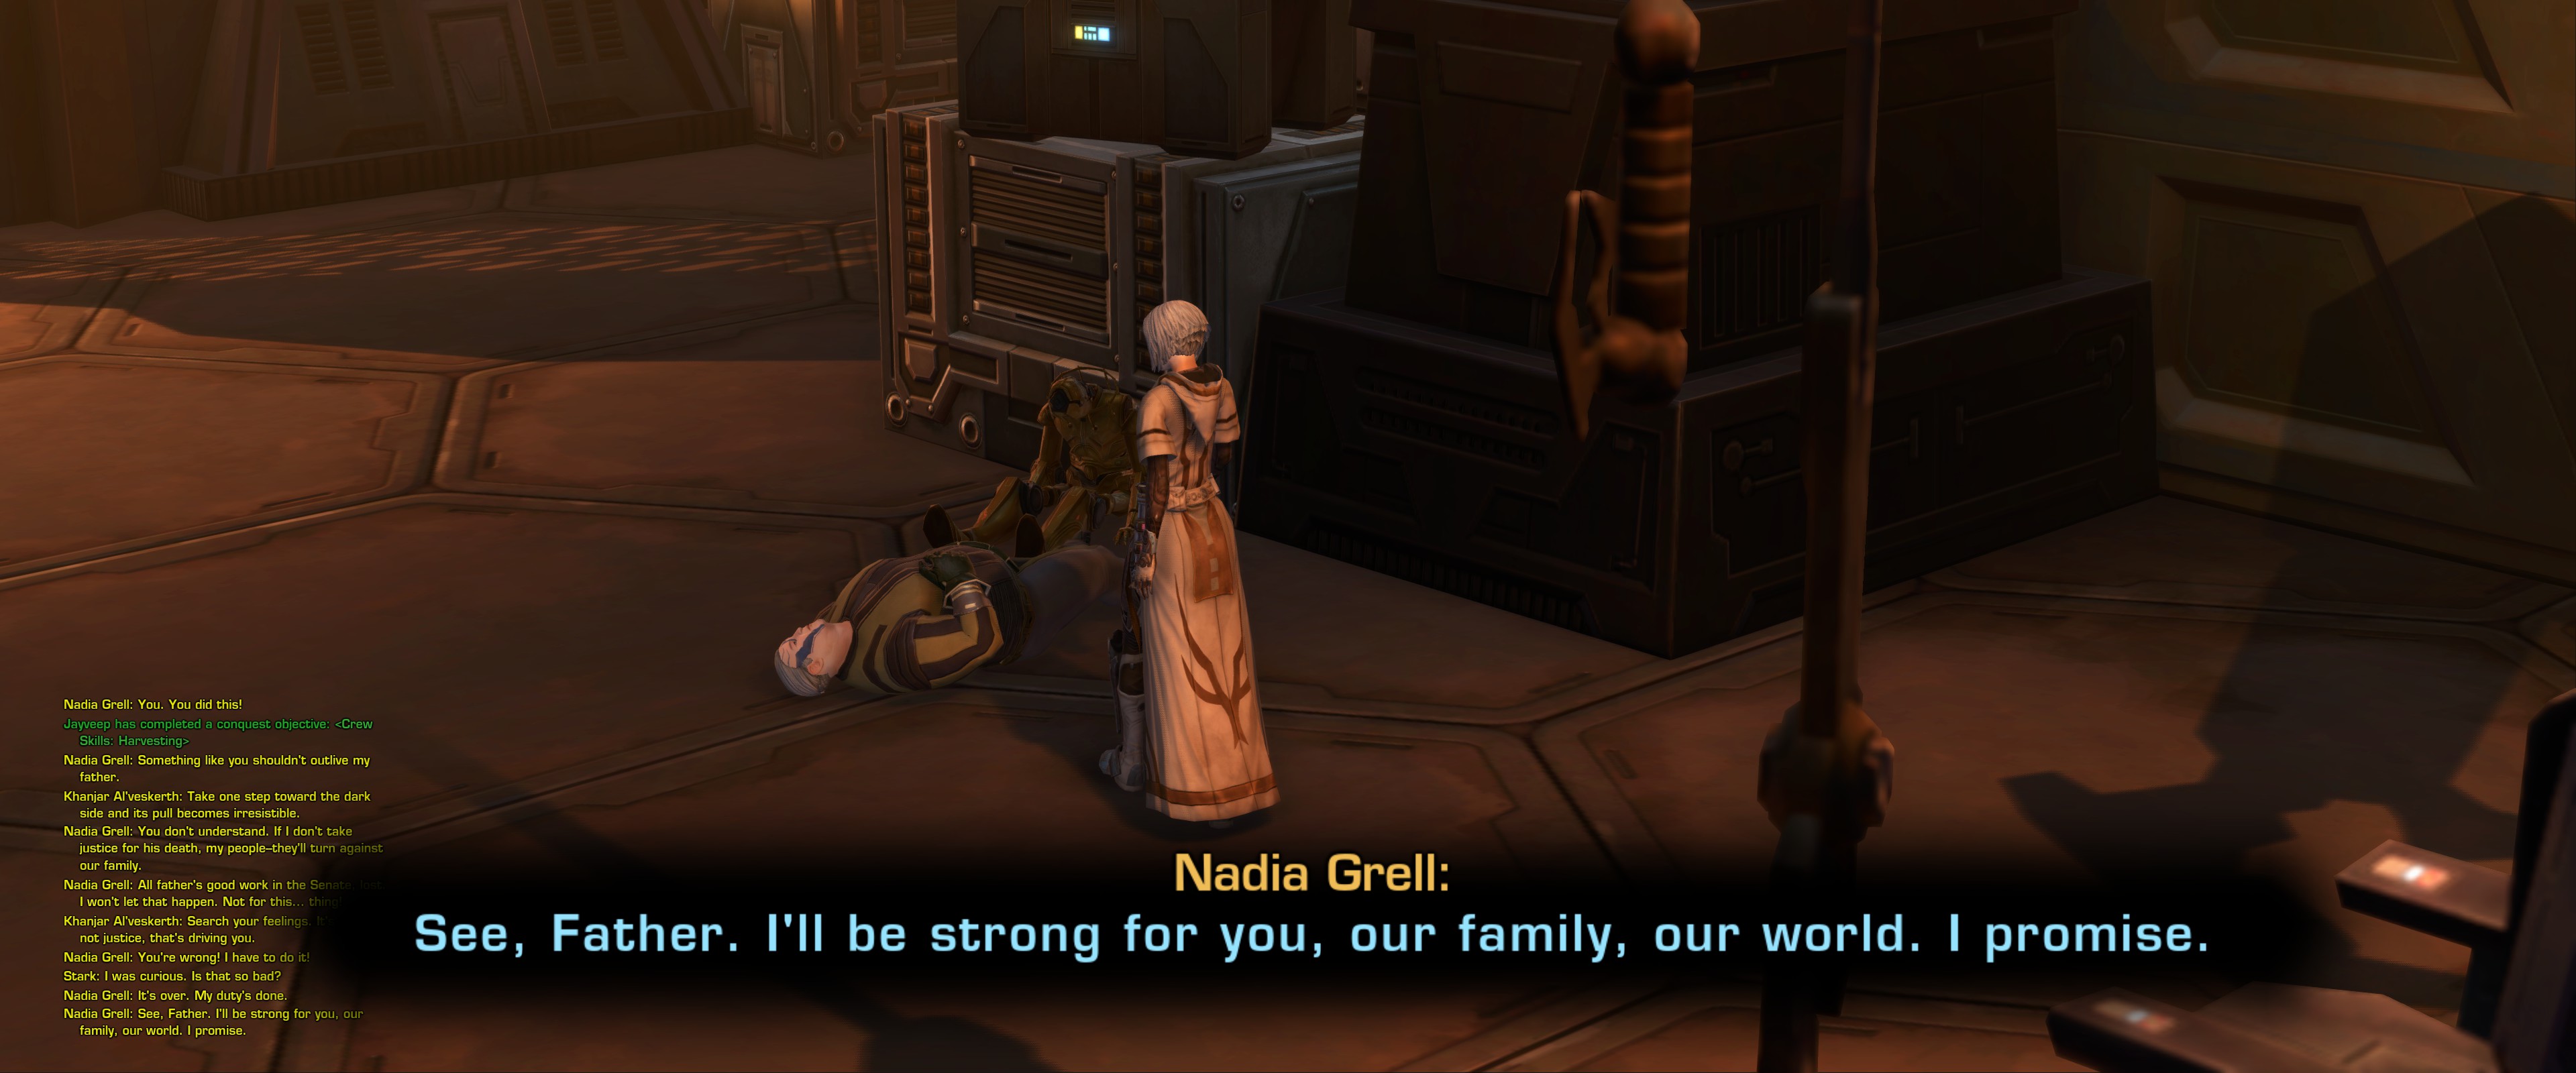 Nadia Grell: You. You did this!
Jayveep has completed a conquest objective: <Crew
Skills: Harvesting>
Nadia Grell: Something like you shouldn't outlive my
father.
Khanjar Al'veskerth: Take one step toward the dark
side and its pull becomes irresistible.
Nadia Grell: You don't understand. If I don't take
justice for his death, my people–they'll turn against
our family.
Nadia Grell: All father's good work in the Senate, lost.
I won't let that happen. Not for this... thing!
Khanjar Al'veskerth: Search your feelings. It's
not justice, that's driving you.
Nadia Grell: You're wrong! I have to do it!
Stark: I was curious. Is that so bad?
Nadia Grell: It's over. My duty's done.
Nadia Grell: See, Father. I'll be strong for you, our
family, our world. I promise.
Nadia Grell:
See, Father. I'll be strong for you, our family, our world. I promise.